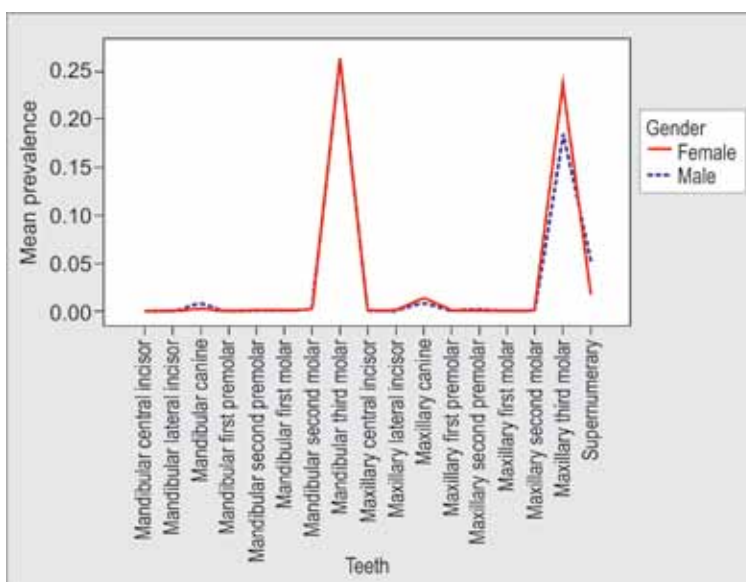 0.25
0.20
0.15
0.10
0.05
0.00
Mean prevalence
Gender
Female
Male
Mandibular central incisor
Mandibular lateral incisor
Mandibular canine
Mandibular first premolar
Mandibular second premolar
Mandibular first molar
Mandibular second molar
Mandibular third molar
Maxillary central incisor
Maxillary lateral incisor
Maxillary canine
Maxillary first premolar
Maxillary second premolar
Maxillary first molar
Maxillary second molar
Maxillary third molar
Supernumerary
Teeth